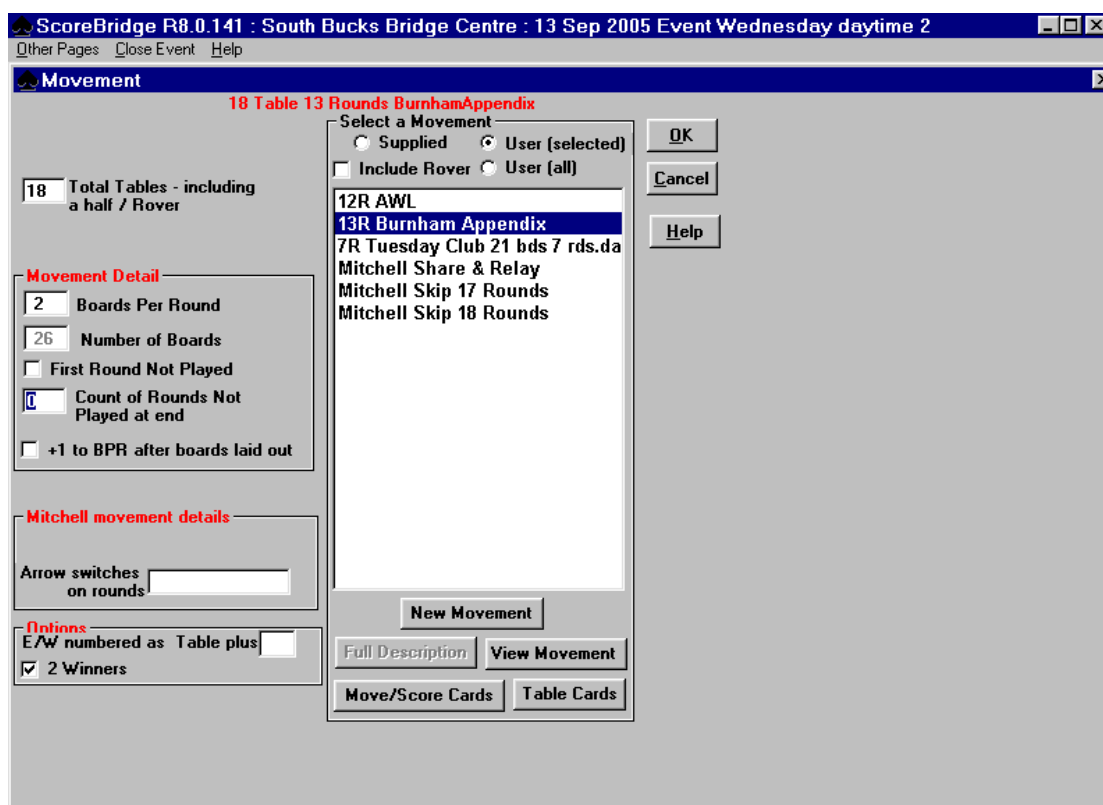 ScoreBridge R8.0.141 : South Bucks Bridge Centre : 13 Sep 2005 Event Wednesday daytime 2
Other Pages Close Event Help
Movement
18 Table 13 Rounds BurnhamAppendix
18 Total Tables - including
a half / Rover
Movement Detail
2 Boards Per Round
26 Number of Boards
First Round Not Played
0 Count of Rounds Not
Played at end
+1 to BPR after boards laid out
Mitchell movement details
Arrow switches
on rounds
Options
E/W numbered as Table plus
2 Winners
Select a Movement
Supplied User (selected)
Include Rover User (all)
12R AWL
13R Burnham Appendix
7R Tuesday Club 21 bds 7 rds.da
Mitchell Share & Relay
Mitchell Skip 17 Rounds
Mitchell Skip 18 Rounds
New Movement
Full Description View Movement
Move/Score Cards Table Cards
OK
Cancel
Help